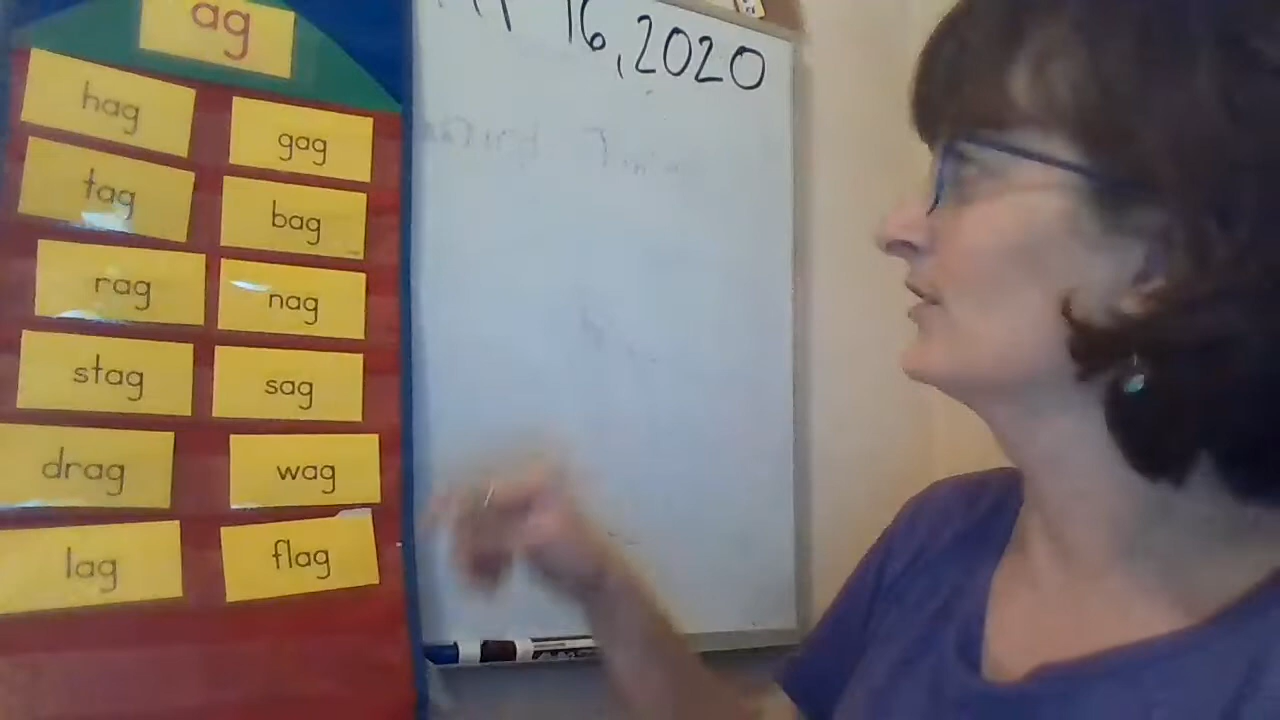 ag
hag gag
tag bag
rag nag
stag sag
drag wag
lag flag
16, 2020